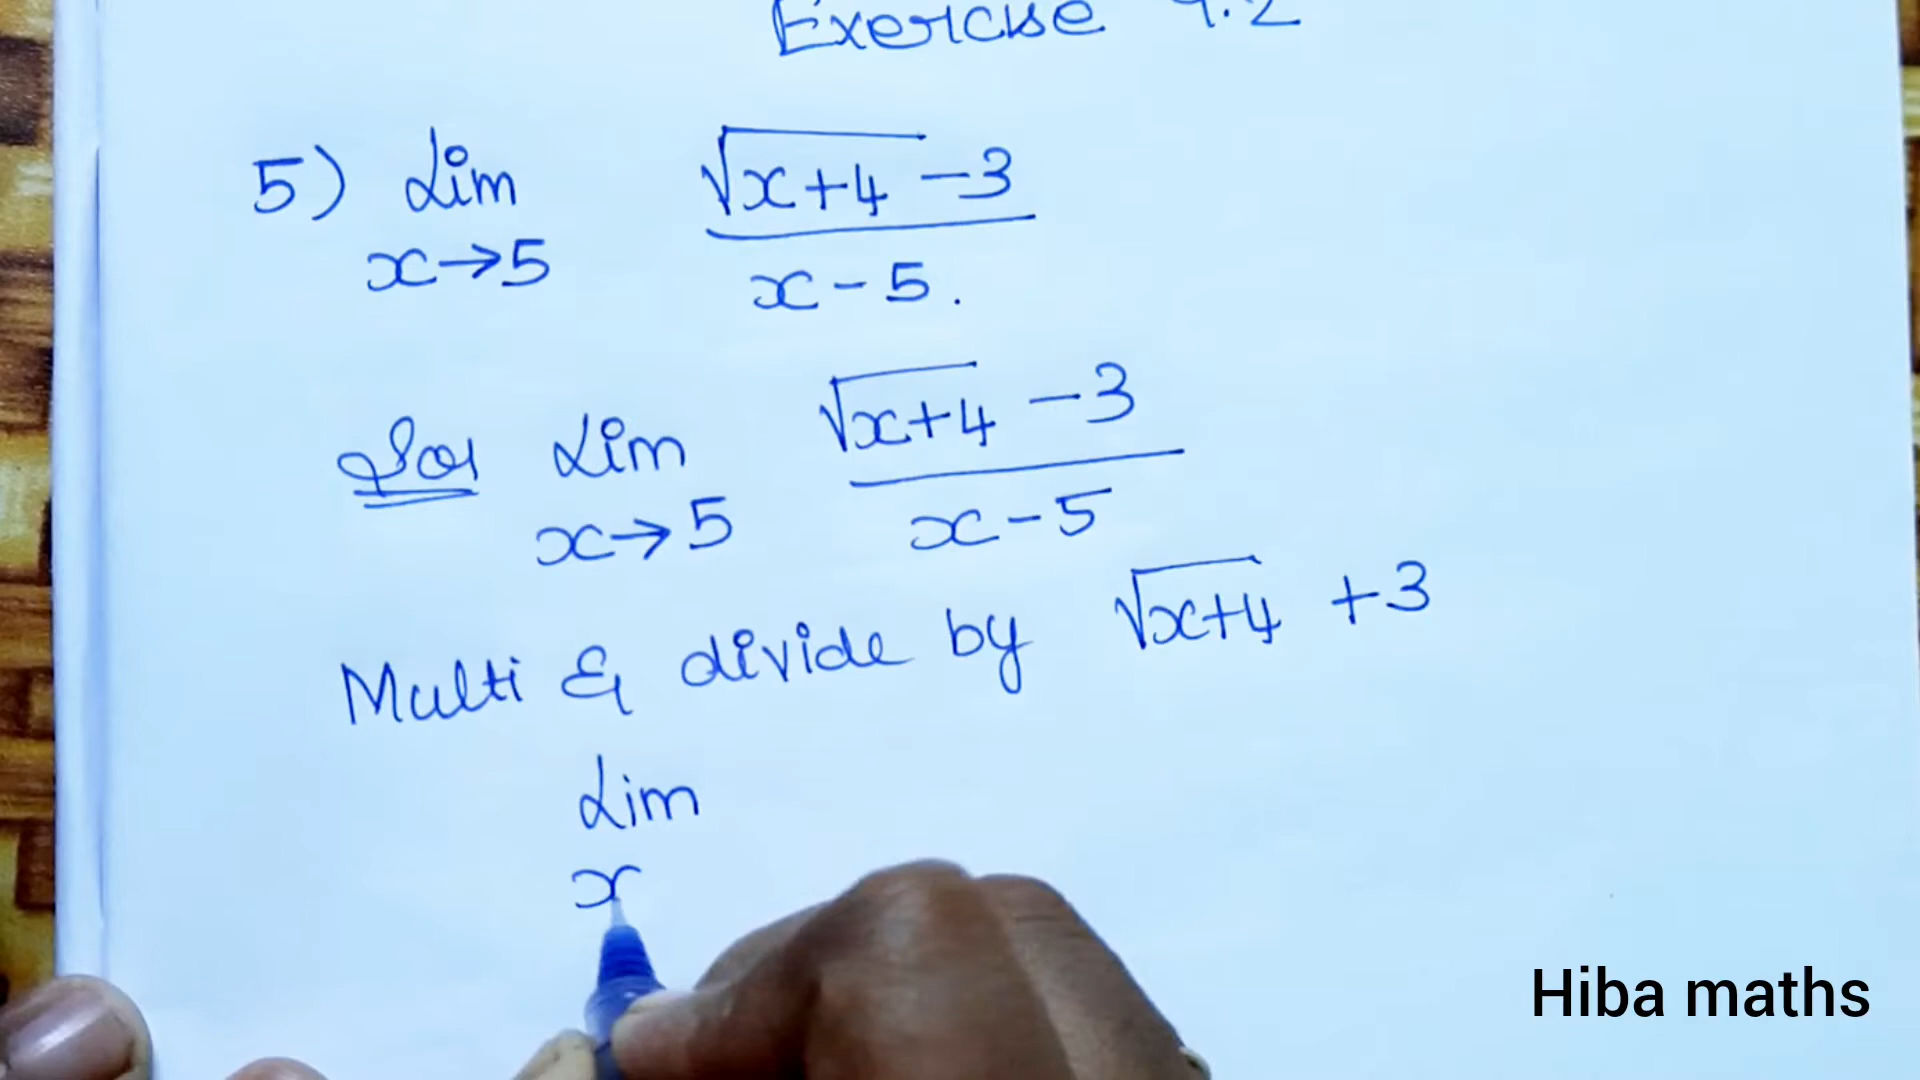 Exercise 9.2
5) Lim √x+4 -3
x→5 x-5.
Sol Lim √x+4 -3
x→5 x-5
Multi & divide by √x+4 +3
Lim
x
Hiba maths